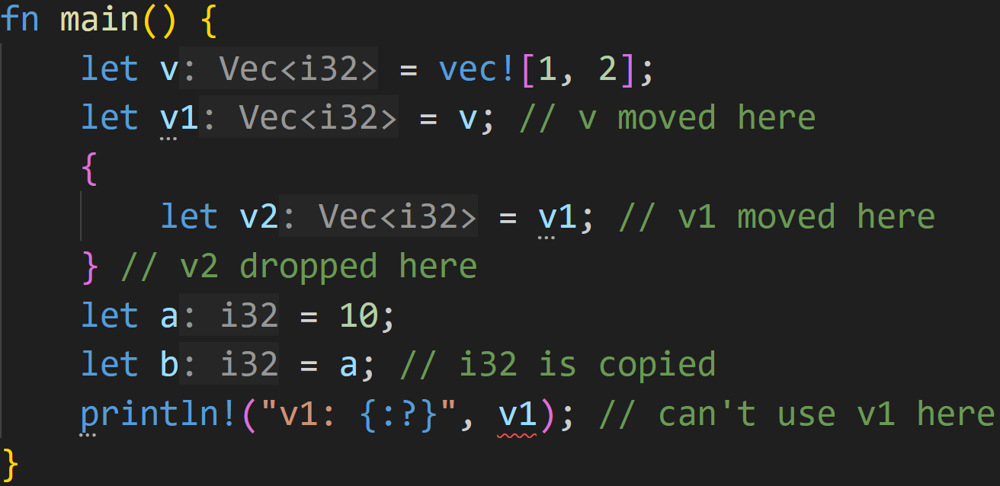 fn main() {
    let v: Vec<i32> = vec![1, 2];
    let v1: Vec<i32> = v; // v moved here
    {
        let v2: Vec<i32> = v1; // v1 moved here
    } // v2 dropped here
    let a: i32 = 10;
    let b: i32 = a; // i32 is copied
    println!("v1: {:?}", v1); // can't use v1 here
}